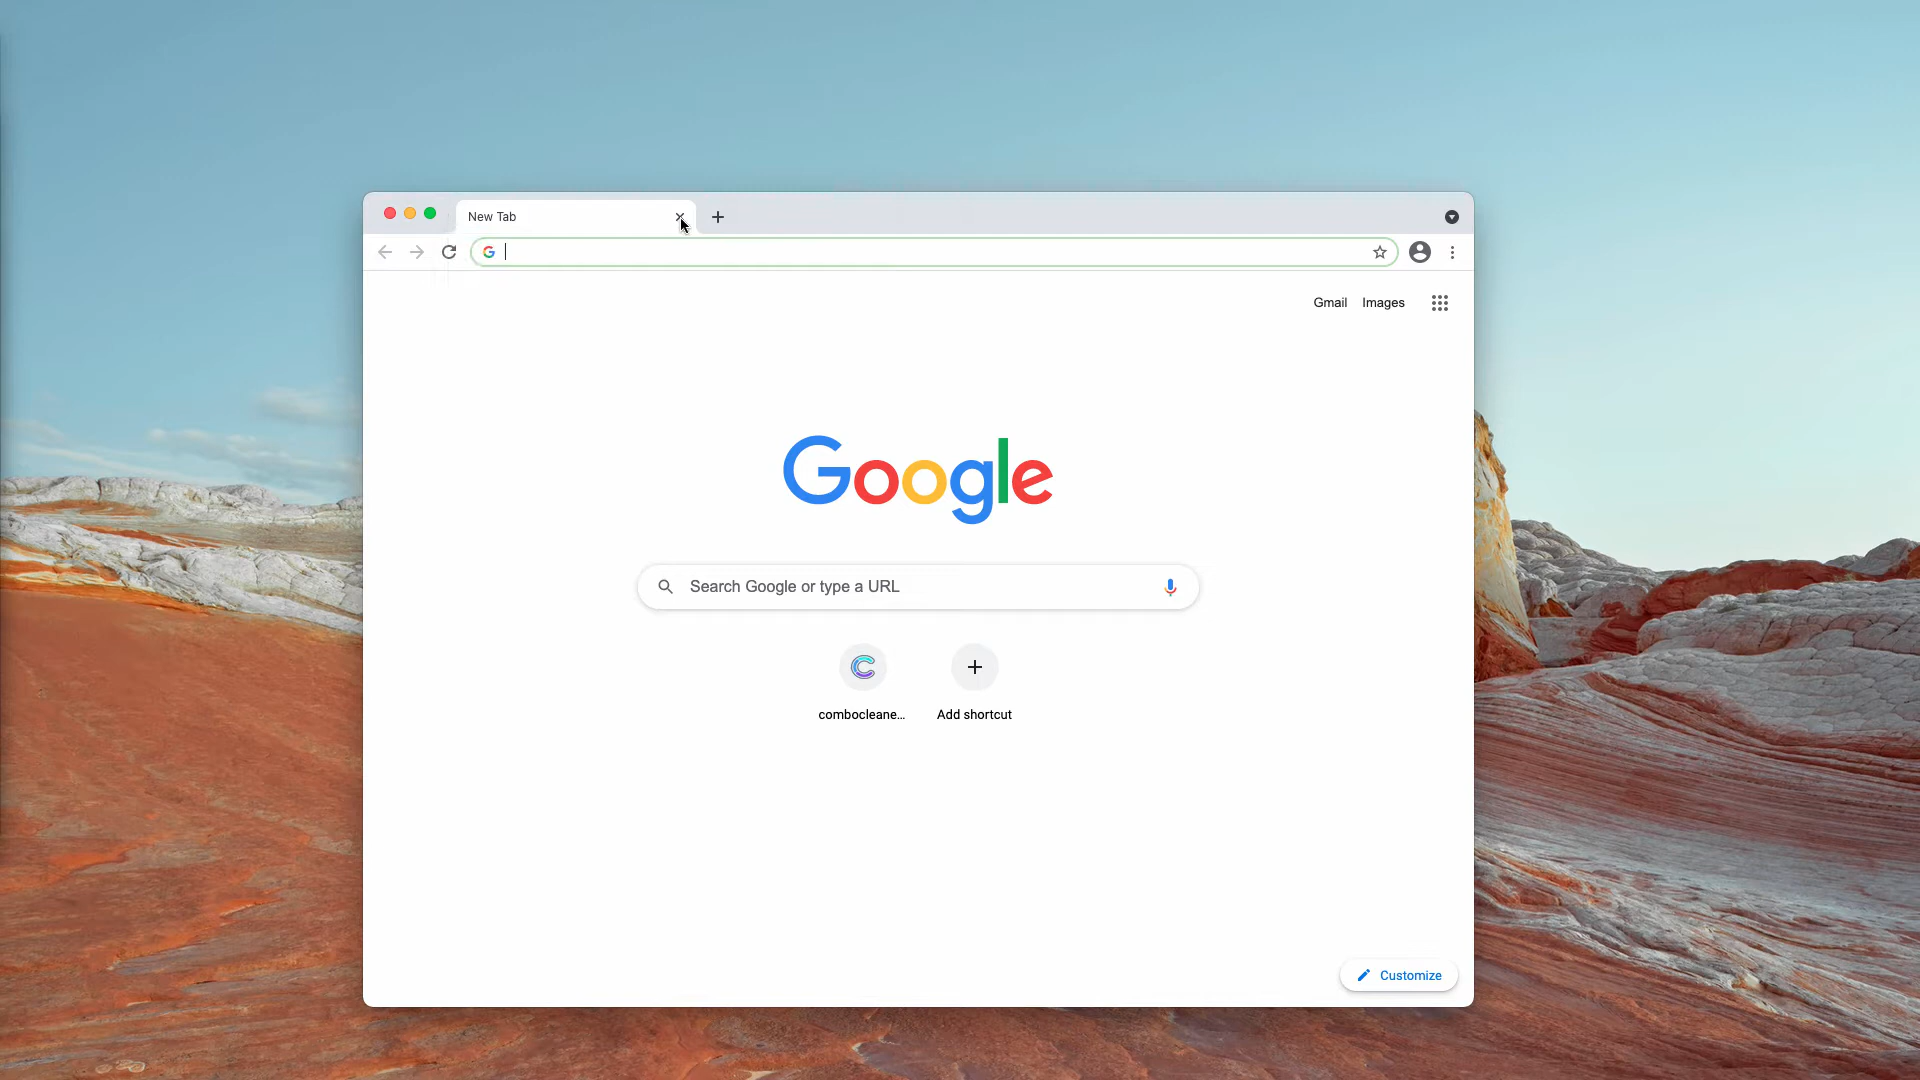 New Tab
Gmail Images
Google
Search Google or type a URL
combocleane... Add shortcut
Customize